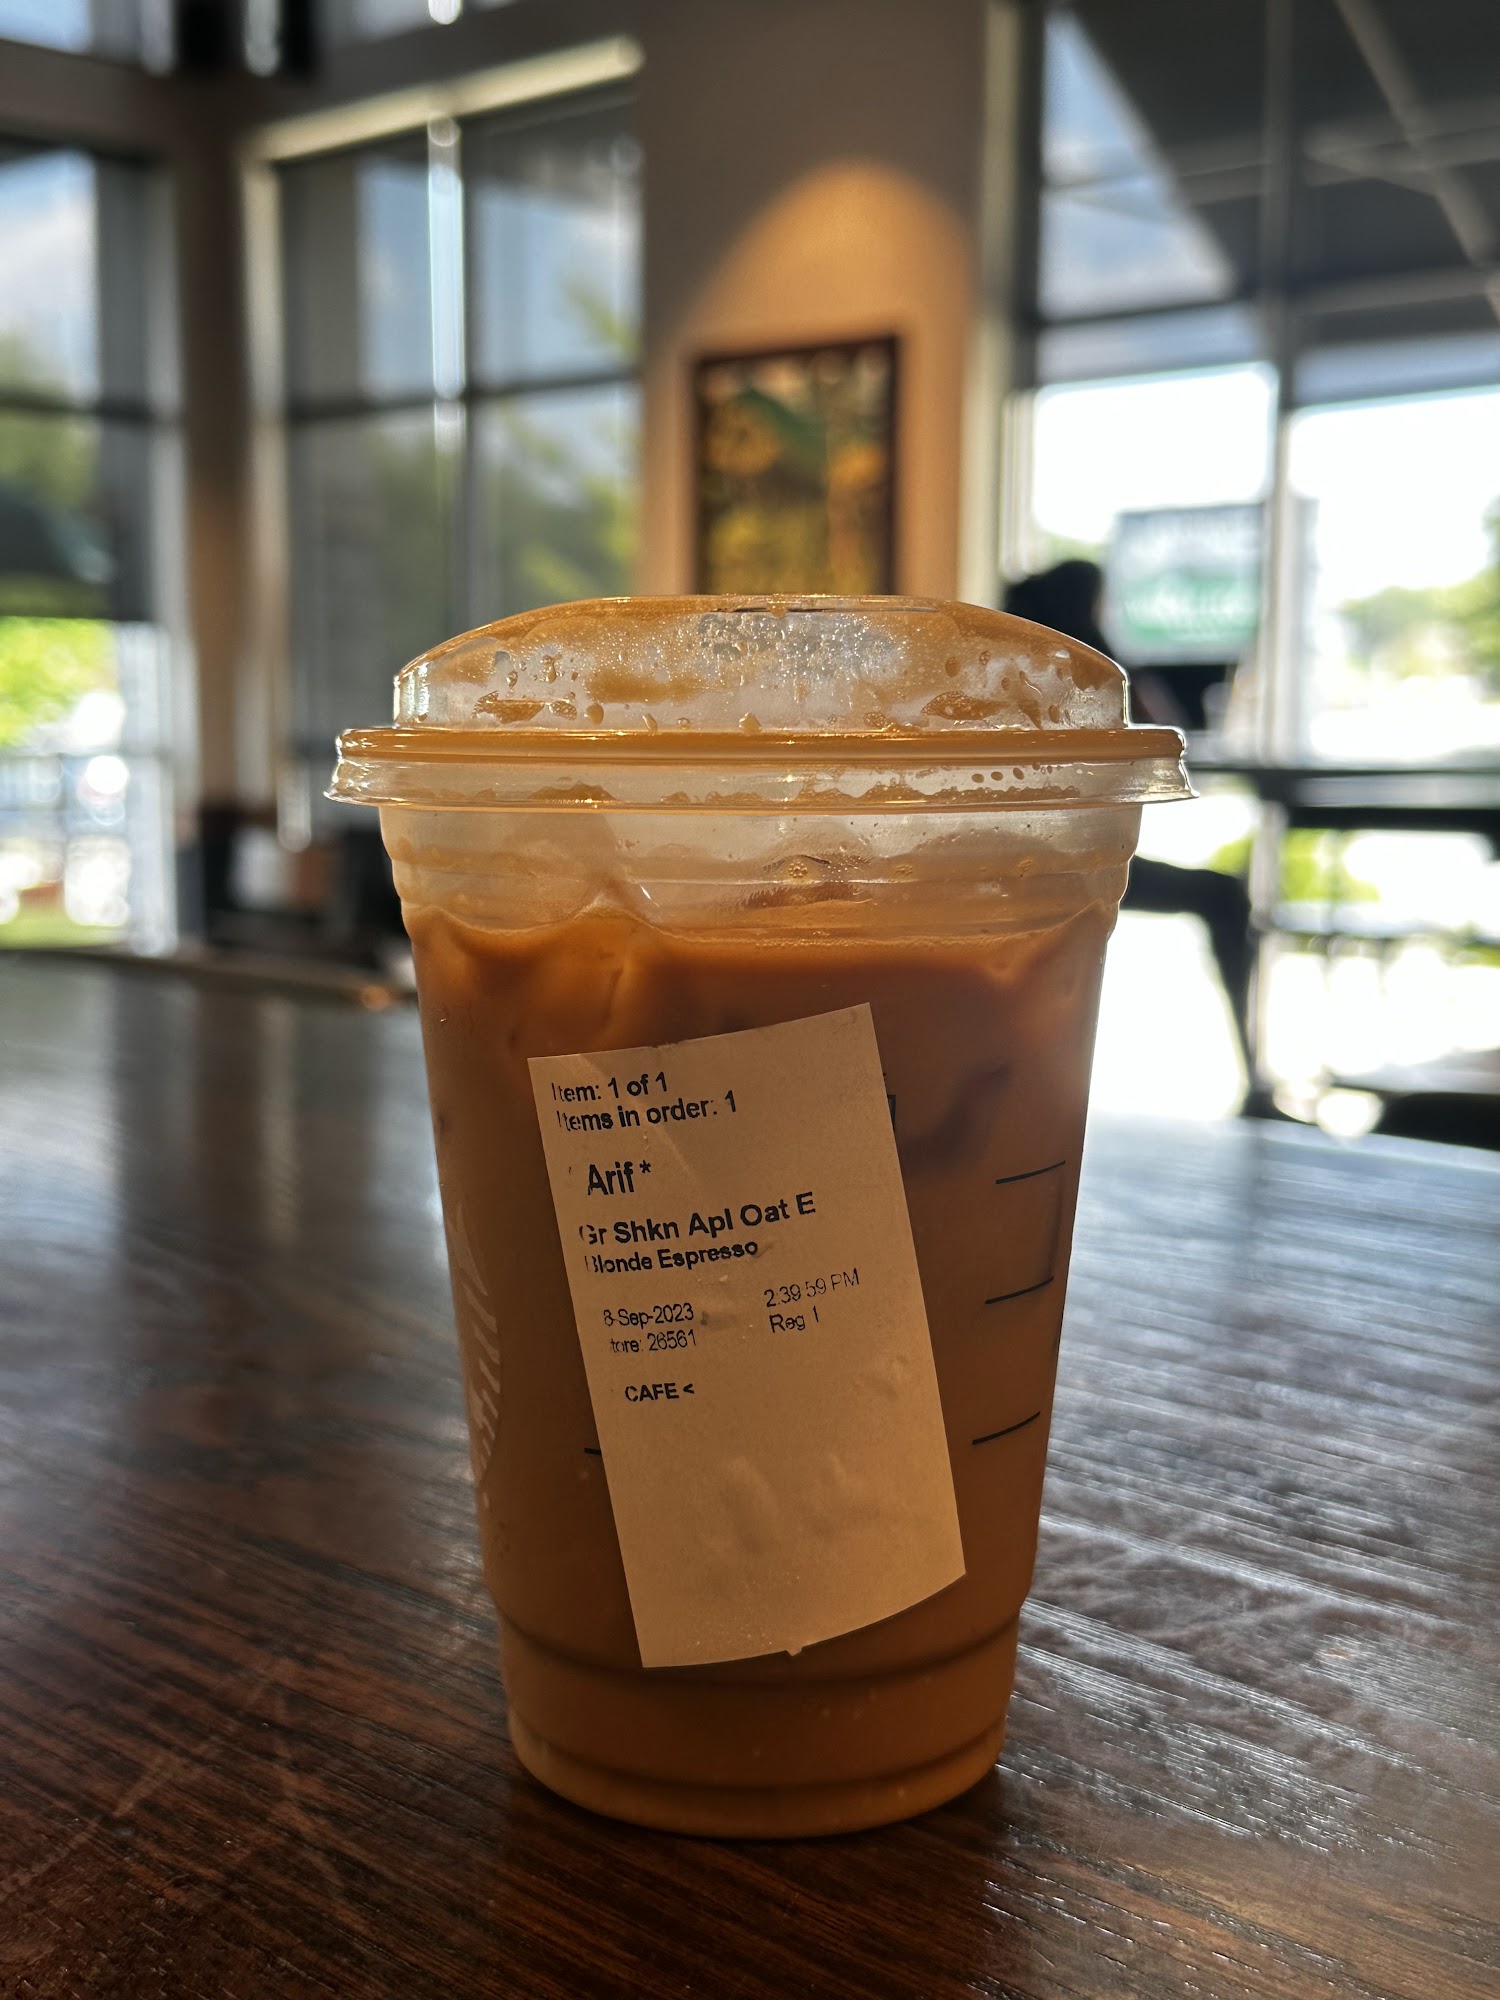 Item: 1 of 1
Items in order: 1
Arif*
Gr Shkn Apl Oat E
Blonde Espresso
8-Sep-2023 2:39:59 PM
tore: 26561 Reg 1
CAFE <